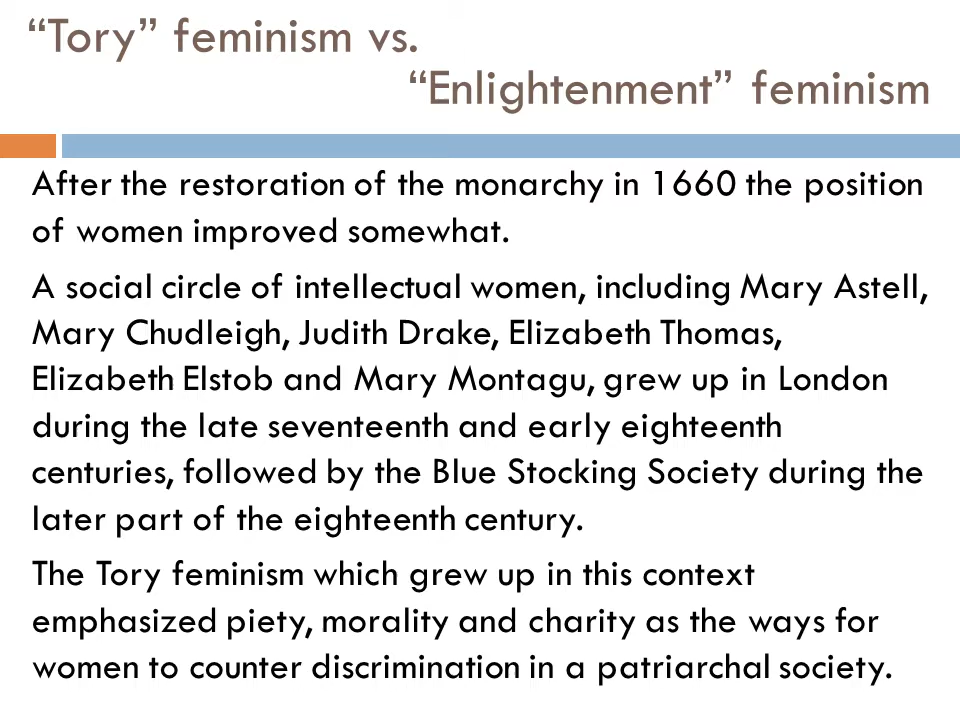 “Tory” feminism vs.
“Enlightenment” feminism
After the restoration of the monarchy in 1660 the position
of women improved somewhat.
A social circle of intellectual women, including Mary Astell,
Mary Chudleigh, Judith Drake, Elizabeth Thomas,
Elizabeth Elstob and Mary Montagu, grew up in London
during the late seventeenth and early eighteenth
centuries, followed by the Blue Stocking Society during the
later part of the eighteenth century.
The Tory feminism which grew up in this context
emphasized piety, morality and charity as the ways for
women to counter discrimination in a patriarchal society.